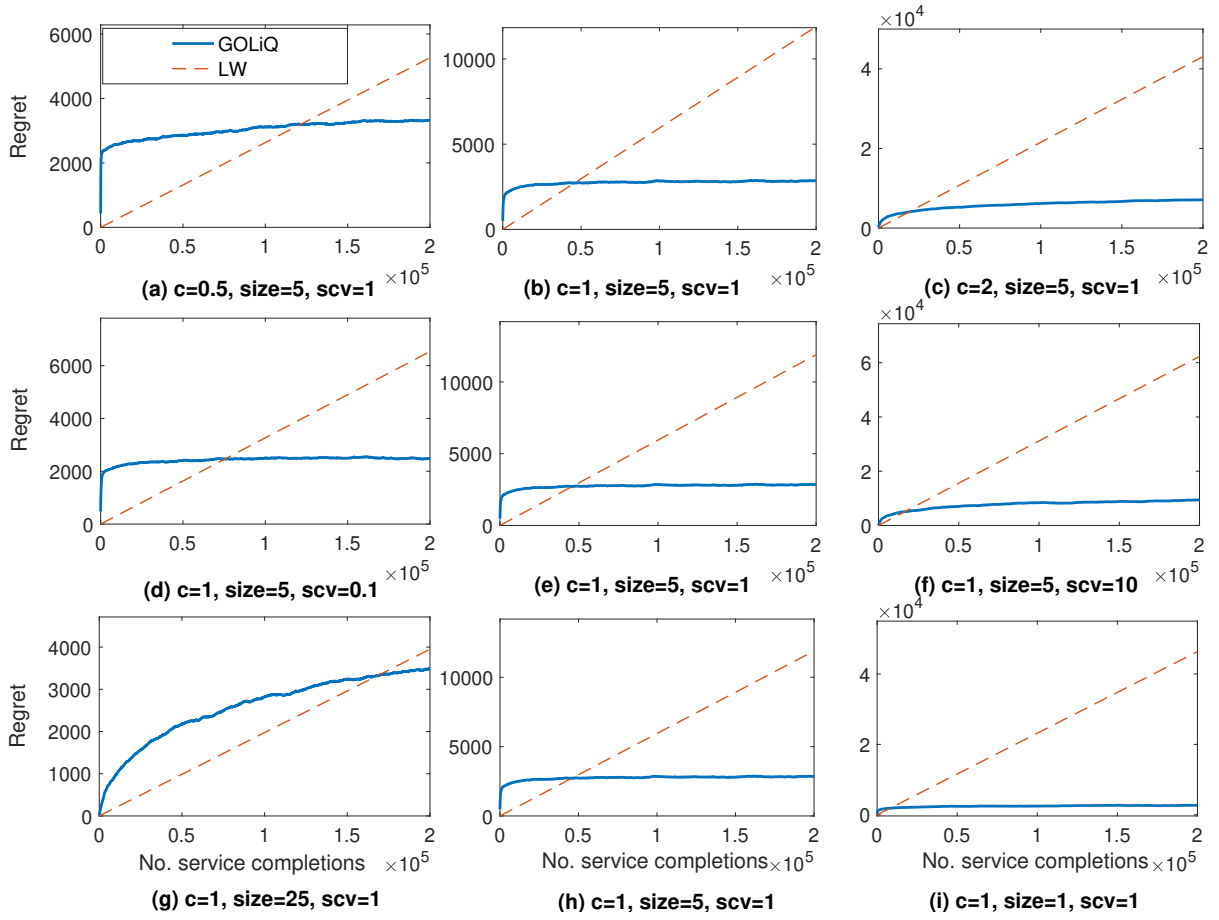 GOLiQ
LW
Regret
6000
4000
2000
0
0 0.5 1 1.5 2
×10^5
(a) c=0.5, size=5, scv=1
10000
5000
0
0 0.5 1 1.5 2
×10^5
(b) c=1, size=5, scv=1
×10^4
4
2
0
0 0.5 1 1.5 2
×10^5
(c) c=2, size=5, scv=1
Regret
6000
4000
2000
0
0 0.5 1 1.5 2
×10^5
(d) c=1, size=5, scv=0.1
10000
5000
0
0 0.5 1 1.5 2
×10^5
(e) c=1, size=5, scv=1
6
4
2
0
0 0.5 1 1.5 2
×10^5
×10^4
(f) c=1, size=5, scv=10
Regret
4000
3000
2000
1000
0
0 0.5 1 1.5 2
No. service completions ×10^5
(g) c=1, size=25, scv=1
10000
5000
0
0 0.5 1 1.5 2
No. service completions ×10^5
(h) c=1, size=5, scv=1
×10^4
4
2
0
0 0.5 1 1.5 2
No. service completions ×10^5
(i) c=1, size=1, scv=1